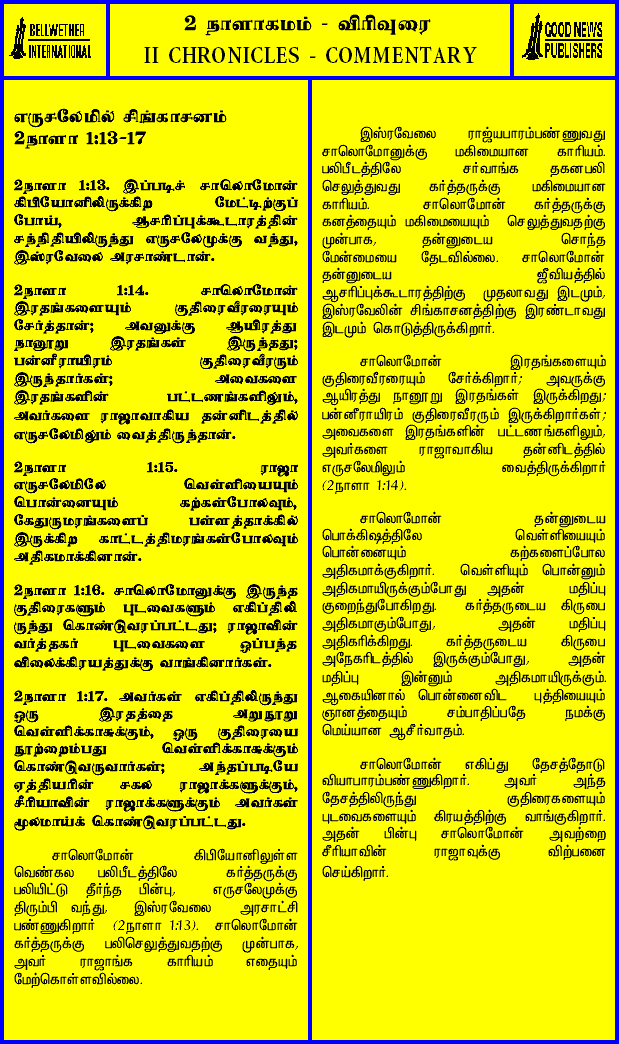 BELLWETHER
INTERNATIONAL
2 நாளாகமம் - விரிவுரை
II CHRONICLES - COMMENTARY
GOOD NEWS
PUBLISHERS
எருசலேமில் சிங்காசனம்
2நாளா 1:13-17
2நாளா 1:13. இப்படிச் சாலொமோன்
கிபியோனிலிருக்கிற மேட்டிற்குப்
போய், ஆசரிப்புக்கூடாரத்தின்
சந்நிதியிலிருந்து எருசலேமுக்கு வந்து,
இஸ்ரவேலை அரசாண்டான்.
2நாளா 1:14. சாலொமோன்
இரதங்களையும் குதிரைவீரரையும்
சேர்த்தான்; அவனுக்கு ஆயிரத்து
நானூறு இரதங்கள் இருந்தது;
பன்னீராயிரம் குதிரைவீரரும்
இருந்தார்கள்; அவைகளை
இரதங்களின் பட்டணங்களிலும்,
அவர்களை ராஜாவாகிய தன்னிடத்தில்
எருசலேமிலும் வைத்திருந்தான்.
2நாளா 1:15. ராஜா
எருசலேமிலே வெள்ளியையும்
பொன்னையும் கற்கள்போலவும்,
கேதுருமரங்களைப் பள்ளத்தாக்கில்
இருக்கிற காட்டத்திமரங்கள்போலவும்
அதிகமாக்கினான்.
2நாளா 1:16. சாலொமோனுக்கு இருந்த
குதிரைகளும் புடவைகளும் எகிப்திலி
ருந்து கொண்டுவரப்பட்டது; ராஜாவின்
வர்த்தகர் புடவைகளை ஒப்பந்த
விலைக்கிரயத்துக்கு வாங்கினார்கள்.
2நாளா 1:17. அவர்கள் எகிப்திலிருந்து
ஒரு இரதத்தை அறுநூறு
வெள்ளிக்காசுக்கும், ஒரு குதிரையை
நூற்றைம்பது வெள்ளிக்காசுக்கும்
கொண்டுவருவார்கள்; அந்தப்படியே
ஏத்தியரின் சகல ராஜாக்களுக்கும்,
சீரியாவின் ராஜாக்களுக்கும் அவர்கள்
மூலமாய்க் கொண்டுவரப்பட்டது.
சாலொமோன் கிபியோனிலுள்ள
வெண்கல பலிபீடத்திலே கர்த்தருக்கு
பலியிட்டு தீர்ந்த பின்பு, எருசலேமுக்கு
திரும்பி வந்து, இஸ்ரவேலை அரசாட்சி
பண்ணுகிறார் (2நாளா 1:13). சாலொமோன்
கர்த்தருக்கு பலிசெலுத்துவதற்கு முன்பாக,
அவர் ராஜாங்க காரியம் எதையும்
மேற்கொள்ளவில்லை.
இஸ்ரவேலை ராஜ்யபாரம்பண்ணுவது
சாலொமோனுக்கு மகிமையான காரியம்.
பலிபீடத்திலே சர்வாங்க தகனபலி
செலுத்துவது கர்த்தருக்கு மகிமையான
காரியம். சாலொமோன் கர்த்தருக்கு
கனத்தையும் மகிமையையும் செலுத்துவதற்கு
முன்பாக, தன்னுடைய சொந்த
மேன்மையை தேடவில்லை. சாலொமோன்
தன்னுடைய ஜீவியத்தில்
ஆசரிப்புக்கூடாரத்திற்கு முதலாவது இடமும்,
இஸ்ரவேலின் சிங்காசனத்திற்கு இரண்டாவது
இடமும் கொடுத்திருக்கிறார்.
சாலொமோன் இரதங்களையும்
குதிரைவீரரையும் சேர்க்கிறார்; அவருக்கு
ஆயிரத்து நானூறு இரதங்கள் இருக்கிறது;
பன்னீராயிரம் குதிரைவீரரும் இருக்கிறார்கள்;
அவைகளை இரதங்களின் பட்டணங்களிலும்,
அவர்களை ராஜாவாகிய தன்னிடத்தில்
எருசலேமிலும் வைத்திருக்கிறார்
(2நாளா 1:14).
சாலொமோன் தன்னுடைய
பொக்கிஷத்திலே வெள்ளியையும்
பொன்னையும் கற்களைப்போல
அதிகமாக்குகிறார். வெள்ளியும் பொன்னும்
அதிகமாயிருக்கும்போது அதன் மதிப்பு
குறைந்துபோகிறது. கர்த்தருடைய கிருபை
அதிகமாகும்போது, அதன் மதிப்பு
அதிகரிக்கிறது. கர்த்தருடைய கிருபை
அநேகரிடத்தில் இருக்கும்போது, அதன்
மதிப்பு இன்னும் அதிகமாயிருக்கும்.
ஆகையினால் பொன்னைவிட புத்தியையும்
ஞானத்தையும் சம்பாதிப்பதே நமக்கு
மெய்யான ஆசீர்வாதம்.
சாலொமோன் எகிப்து தேசத்தோடு
வியாபாரம்பண்ணுகிறார். அவர் அந்த
தேசத்திலிருந்து குதிரைகளையும்
புடவைகளையும் கிரயத்திற்கு வாங்குகிறார்.
அதன் பின்பு சாலொமோன் அவற்றை
சீரியாவின் ராஜாவுக்கு விற்பனை
செய்கிறார்.